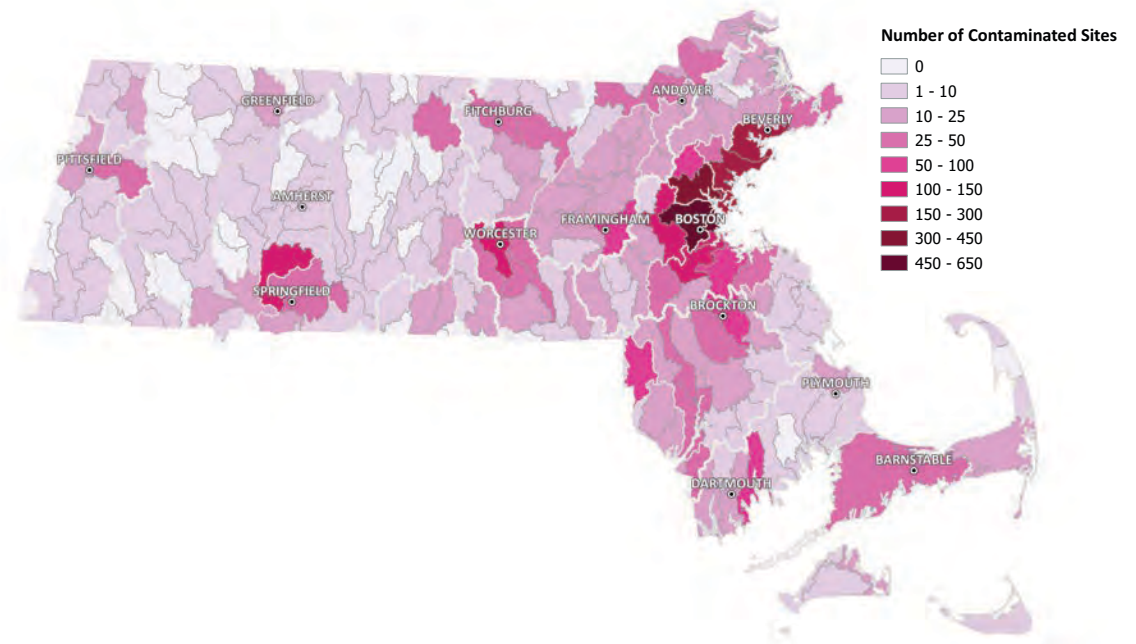 Number of Contaminated Sites
0
1 - 10
10 - 25
25 - 50
50 - 100
100 - 150
150 - 300
300 - 450
450 - 650
ANDOVER
GREENFIELD
FITCHBURG
BEVERLY
PITTSFIELD
AMHERST
FRAMINGHAM
BOSTON
WORCESTER
SPRINGFIELD
BROCKTON
PLYMOUTH
BARNSTABLE
DARTMOUTH